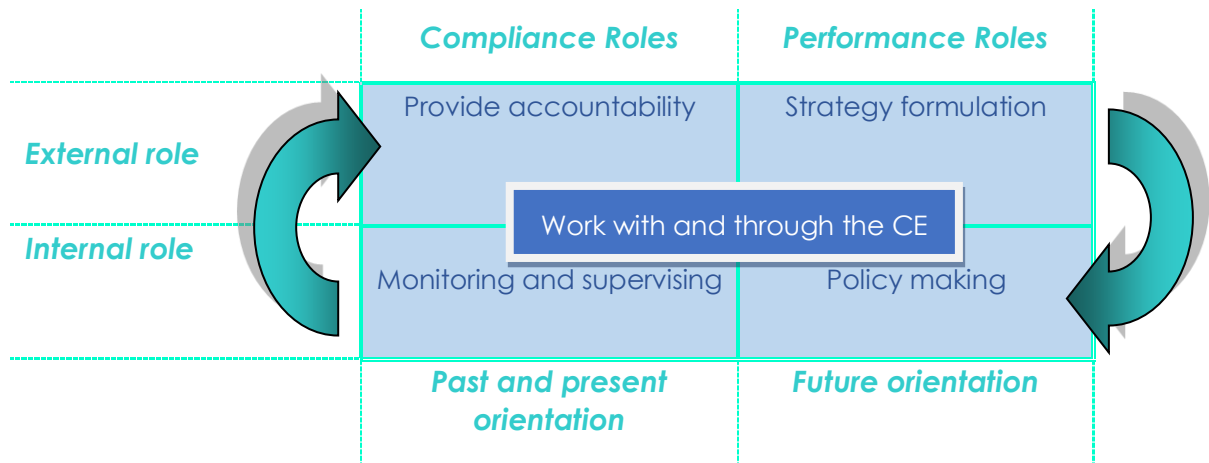 Compliance Roles
Performance Roles
Provide accountability
Strategy formulation
External role
Work with and through the CE
Internal role
Monitoring and supervising
Policy making
Past and present
orientation
Future orientation